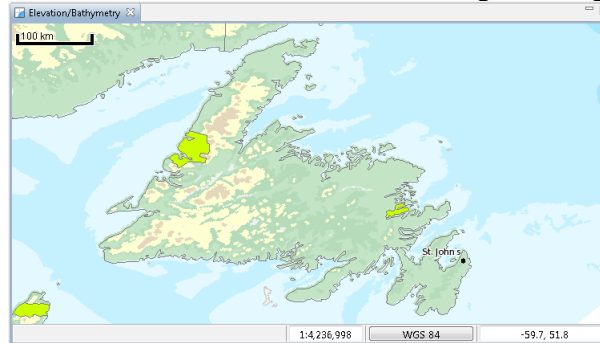 Elevation/Bathymetry
100 km
St. John's
1:4,236,998
WGS 84
-59.7, 51.8